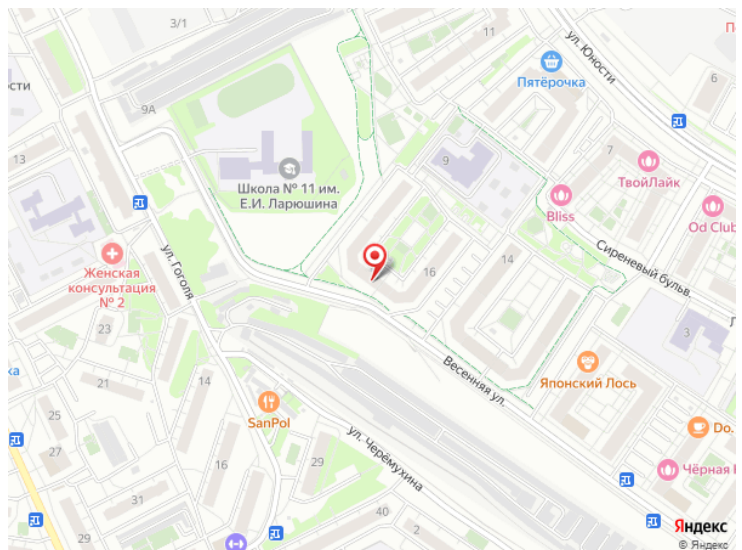 3/1
11
ул. Юности
Пятёрочка
6
ости
9А
13
Школа № 11 им.
Е.И. Ларюшина
9
7
ТвойЛайк
Bliss
Od Club
ул. Гоголя
Женская
консультация
№ 2
16
14
Сиреневый бульв.
23
3
21
14
Весенняя ул.
Японский Лось
ка
SanPol
25
27
16
29
ул. Черёмухина
Do.
Чёрная
31
40
2
Яндекс
© Яндекс